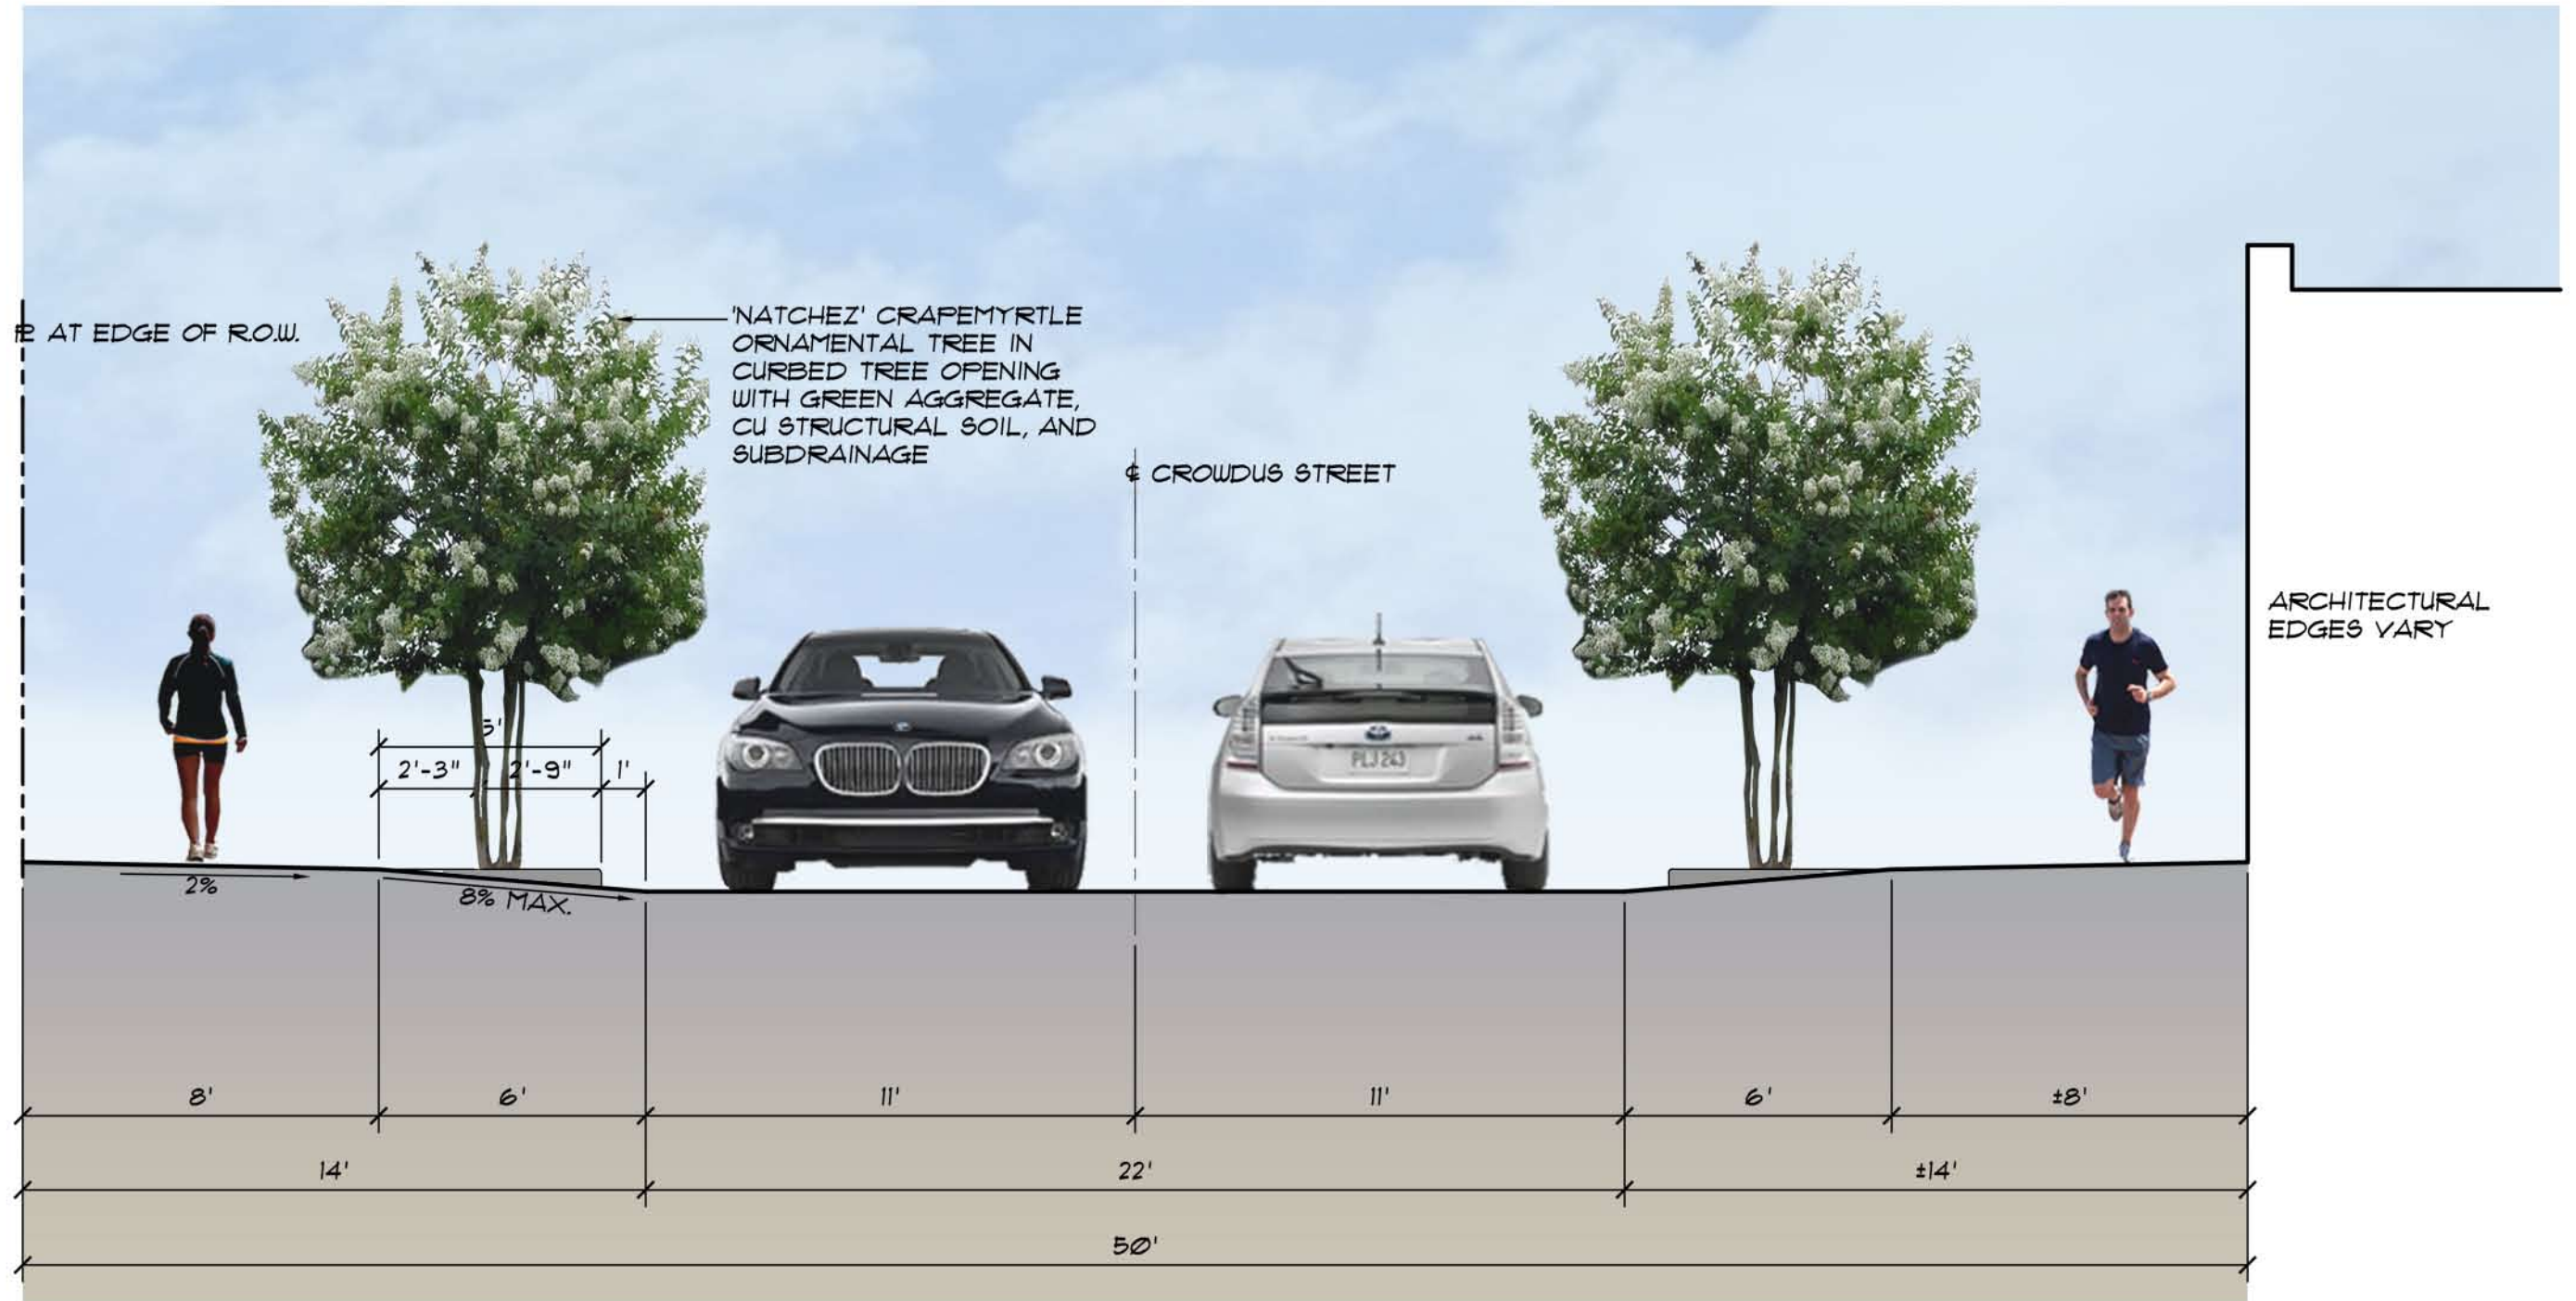 ℄ AT EDGE OF R.O.W.
'NATCHEZ' CRAPEMYRTLE
ORNAMENTAL TREE IN
CURBED TREE OPENING
WITH GREEN AGGREGATE,
CU STRUCTURAL SOIL, AND
SUBDRAINAGE
℄ CROWDUS STREET
ARCHITECTURAL
EDGES VARY
5'
2'-3" 2'-9" 1'
PLJ 243
2%
8% MAX.
8' 6' 11' 11' 6' ±8'
14' 22' ±14'
50'